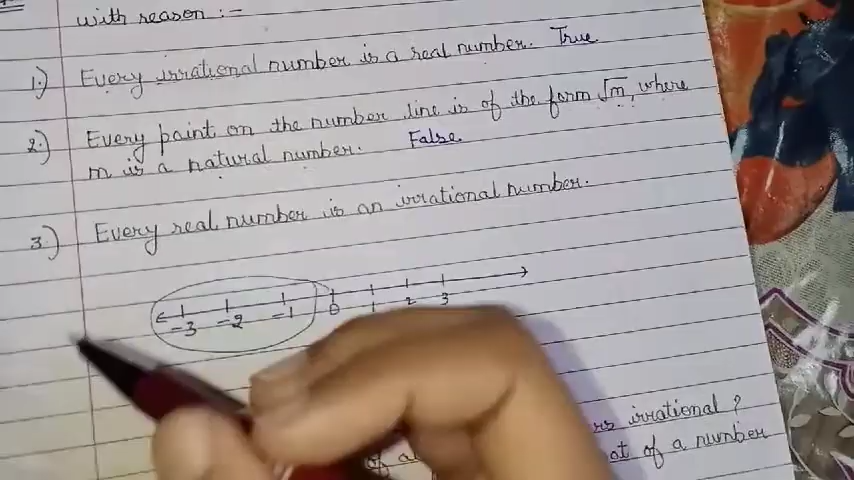 with reason :-
1.) Every irrational number is a real number. True
2.) Every point on the number line is of the form √m, where
m is a natural number. False
3.) Every real number is an irrational number.
-3 -2 -1 0 1 2 3
irrational ?
of a number